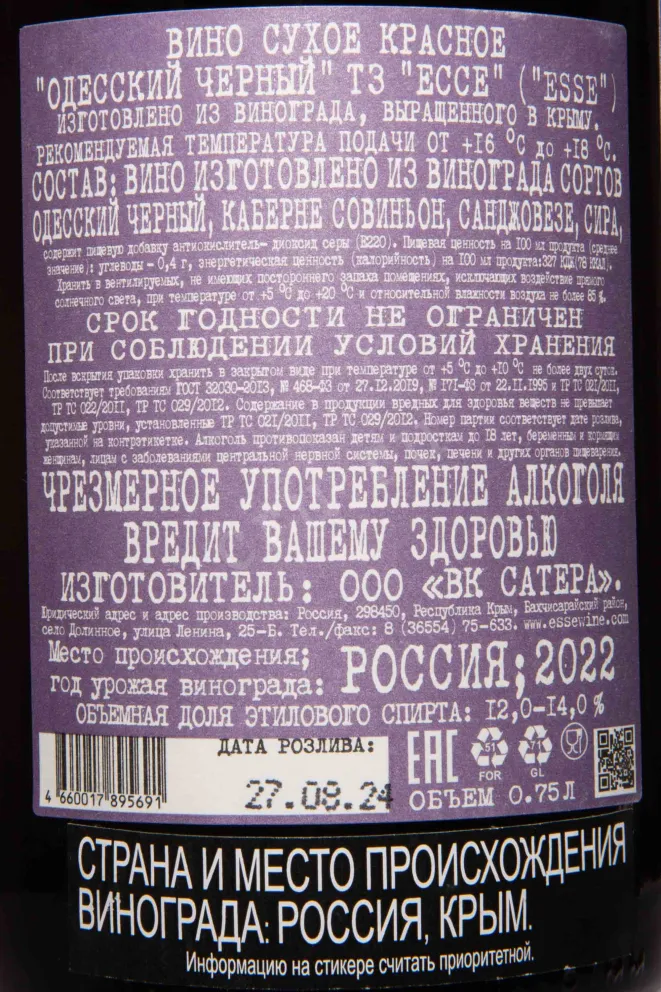 ВИНО СУХОЕ КРАСНОЕ
"ОДЕССКИЙ ЧЕРНЫЙ" ТЗ "ЕССЕ" ("ESSE")
ИЗГОТОВЛЕНО ИЗ ВИНОГРАДА, ВЫРАЩЕННОГО В КРЫМУ.
РЕКОМЕНДУЕМАЯ ТЕМПЕРАТУРА ПОДАЧИ ОТ +16 °С ДО +18 °С.
СОСТАВ: ВИНО ИЗГОТОВЛЕНО ИЗ ВИНОГРАДА СОРТОВ
ОДЕССКИЙ ЧЕРНЫЙ, КАБЕРНЕ СОВИНЬОН, САНДЖОВЕЗЕ, СИРА,
содержит пищевую добавку антиокислитель- диоксид серы (Е220). Пищевая ценность на 100 мл продукта (среднее
значение): углеводы - 0,4 г, энергетическая ценность (калорийность) на 100 мл продукта:327 КДж(78 ККАЛ).
Хранить в вентилируемых, не имеющих постороннего запаха помещениях, исключающих воздействие прямого
солнечного света, при температуре от +5 °С до +20 °С и относительной влажности воздуха не более 85 %.
СРОК ГОДНОСТИ НЕ ОГРАНИЧЕН
ПРИ СОБЛЮДЕНИИ УСЛОВИЙ ХРАНЕНИЯ
После вскрытия упаковки хранить в закрытом виде при температуре от +5 °С до +10 °С не более двух суток.
Соответствует требованиям ГОСТ 32030-2013, № 468-ФЗ от 27.12.2019, № 171-ФЗ от 22.11.1995 и ТР ТС 021/2011,
ТР ТС 022/2011, ТР ТС 029/2012. Содержание в продукции вредных для здоровья веществ не превышает
допустимые уровни, установленные ТР ТС 021/2011, ТР ТС 029/2012. Номер партии соответствует дате розлива,
указанной на контрэтикетке. Алкоголь противопоказан детям и подросткам до 18 лет, беременным и кормящим
женщинам, лицам с заболеваниями центральной нервной системы, почек, печени и других органов пищеварения.
ЧРЕЗМЕРНОЕ УПОТРЕБЛЕНИЕ АЛКОГОЛЯ
ВРЕДИТ ВАШЕМУ ЗДОРОВЬЮ
ИЗГОТОВИТЕЛЬ: ООО «ВК САТЕРА».
Юридический адрес и адрес производства: Россия, 298450, Республика Крым, Бахчисарайский район,
село Долинное, улица Ленина, 25-Б. Тел./факс: 8 (36554) 75-633. www.essewine.com
Место происхождения;
год урожая винограда: РОССИЯ; 2022
ОБЪЕМНАЯ ДОЛЯ ЭТИЛОВОГО СПИРТА: 12,0-14,0 %
ДАТА РОЗЛИВА:
27.08.24
4 660017 895691
EAC
51
FOR
71
GL
ОБЪЕМ 0.75Л
СТРАНА И МЕСТО ПРОИСХОЖДЕНИЯ
ВИНОГРАДА: РОССИЯ, КРЫМ.
Информацию на стикере считать приоритетной.